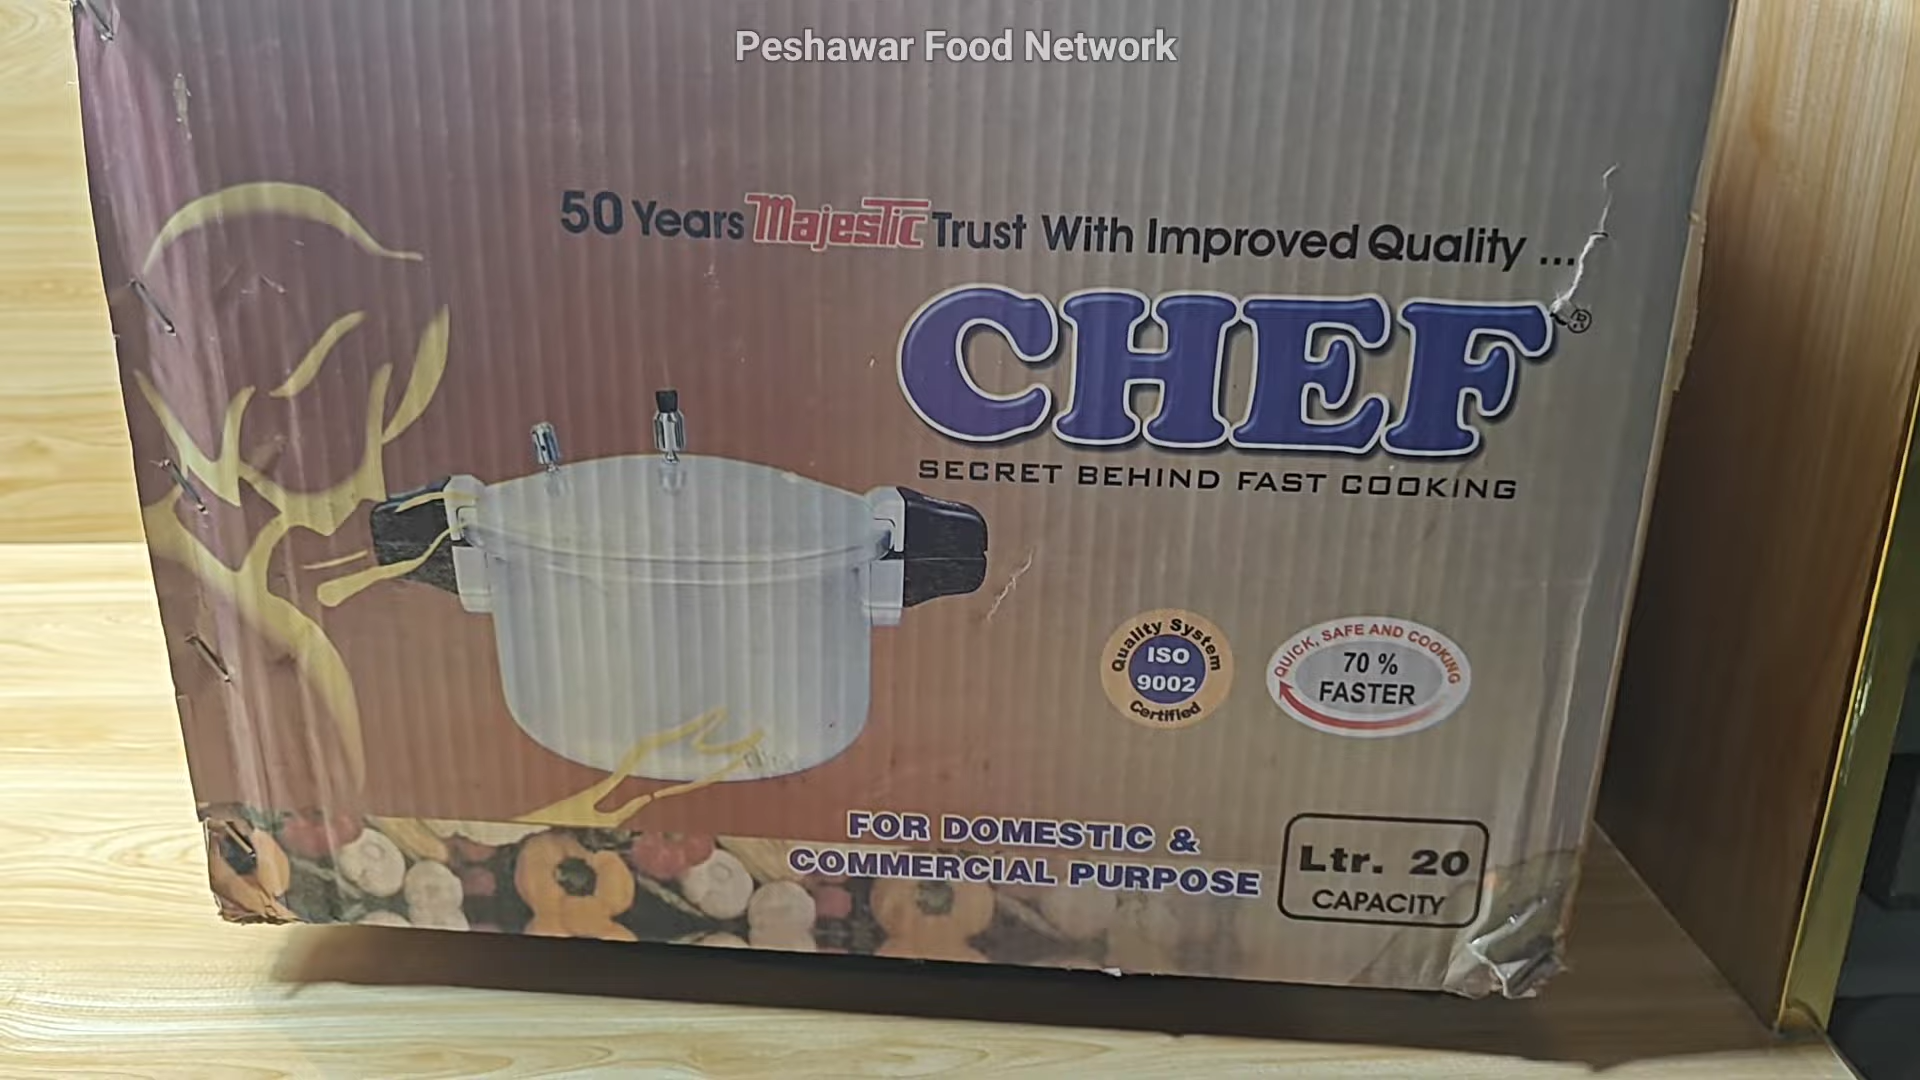 Peshawar Food Network
50 Years Majestic Trust With Improved Quality ...
CHEF®
SECRET BEHIND FAST COOKING
Quality System
ISO
9002
Certified
QUICK, SAFE AND COOKING
70 %
FASTER
FOR DOMESTIC &
COMMERCIAL PURPOSE
Ltr. 20
CAPACITY